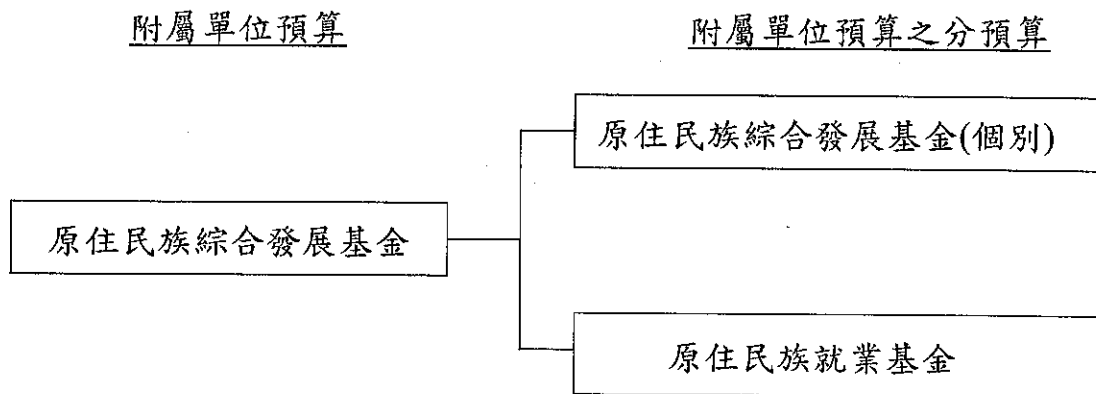 附屬單位預算
附屬單位預算之分預算
原住民族綜合發展基金(個別)
原住民族綜合發展基金
原住民族就業基金